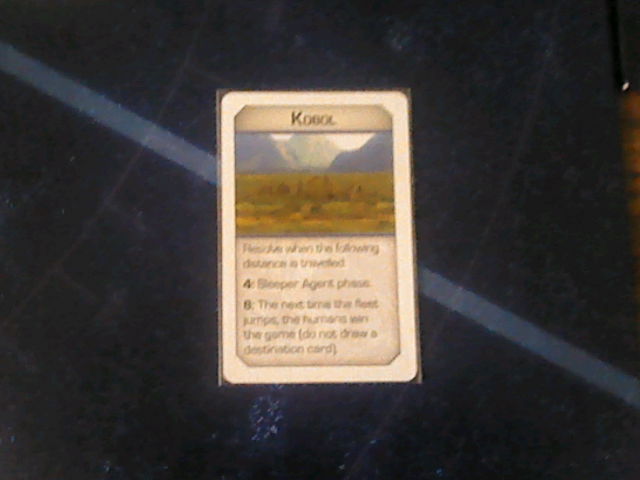 KOBOL
Resolve when the following
distance is travelled:
4: Sleeper Agent phase.
8: The next time the fleet
jumps, the humans win
the game (do not draw a
destination card).